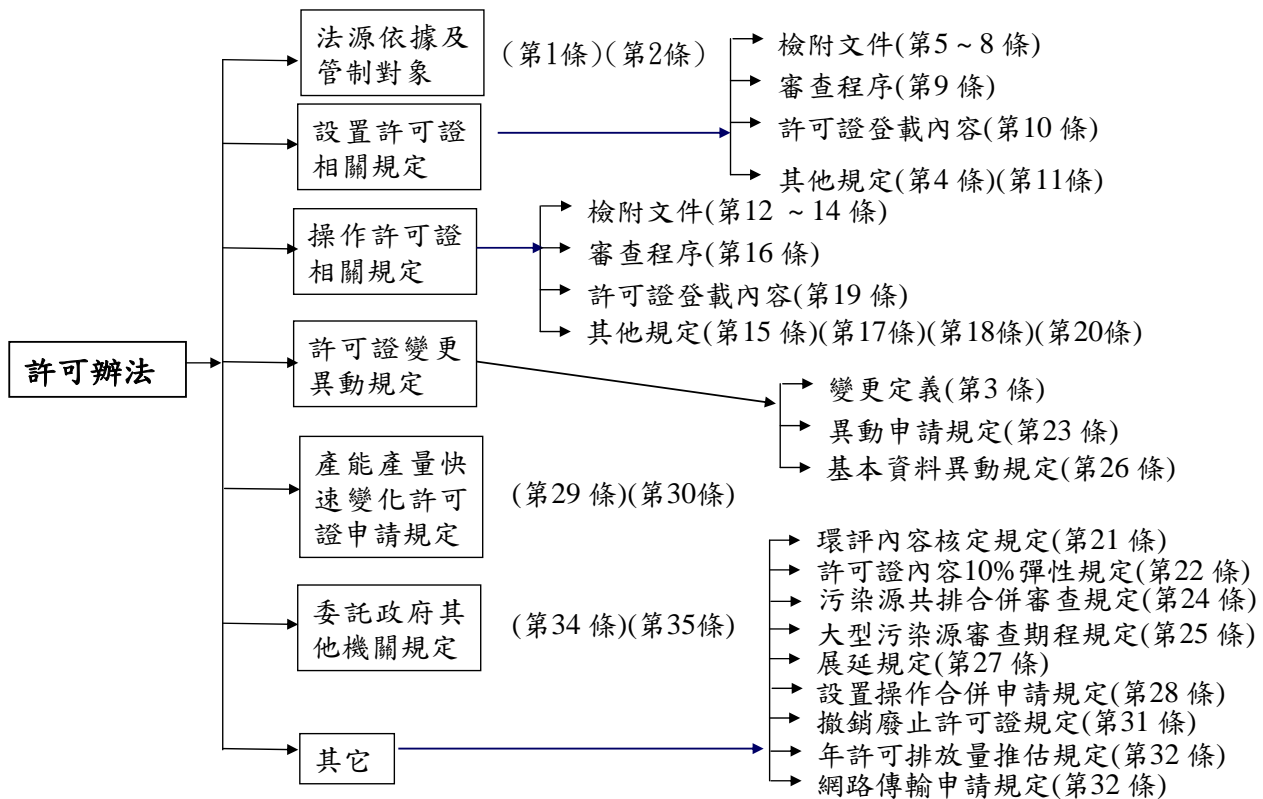 許可辦法
法源依據及
管制對象
(第1條)(第2條)
設置許可證
相關規定
檢附文件(第5~8 條)
審查程序(第9 條)
許可證登載內容(第10 條)
其他規定(第4 條)(第11條)
操作許可證
相關規定
檢附文件(第12 ~14 條)
審查程序(第16 條)
許可證登載內容(第19 條)
其他規定(第15 條)(第17條)(第18條)(第20條)
許可證變更
異動規定
變更定義(第3 條)
異動申請規定(第23 條)
基本資料異動規定(第26 條)
產能產量快
速變化許可
證申請規定
(第29 條)(第30條)
委託政府其
他機關規定
(第34 條)(第35條)
其它
環評內容核定規定(第21 條)
許可證內容10%彈性規定(第22 條)
污染源共排合併審查規定(第24 條)
大型污染源審查期程規定(第25 條)
展延規定(第27 條)
設置操作合併申請規定(第28 條)
撤銷廢止許可證規定(第31 條)
年許可排放量推估規定(第32 條)
網路傳輸申請規定(第32 條)